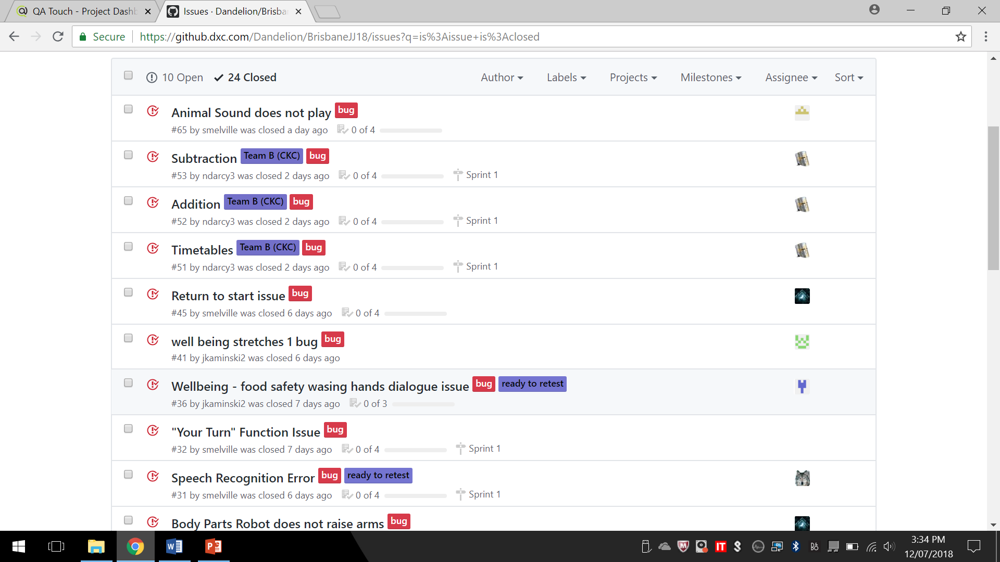 QA Touch - Project Dashb
Issues · Dandelion/Brisba
Secure https://github.dxc.com/Dandelion/BrisbaneJJ18/issues?q=is%3Aissue+is%3Aclosed
10 Open 24 Closed Author Labels Projects Milestones Assignee Sort
Animal Sound does not play bug
#65 by smelville was closed a day ago 0 of 4
Subtraction Team B (CKC) bug
#53 by ndarcy3 was closed 2 days ago 0 of 4 Sprint 1
Addition Team B (CKC) bug
#52 by ndarcy3 was closed 2 days ago 0 of 4 Sprint 1
Timetables Team B (CKC) bug
#51 by ndarcy3 was closed 2 days ago 0 of 4 Sprint 1
Return to start issue bug
#45 by smelville was closed 6 days ago 0 of 4
well being stretches 1 bug bug
#41 by jkaminski2 was closed 6 days ago
Wellbeing - food safety wasing hands dialogue issue bug ready to retest
#36 by jkaminski2 was closed 7 days ago 0 of 3
"Your Turn" Function Issue bug
#32 by smelville was closed 7 days ago 0 of 4 Sprint 1
Speech Recognition Error bug ready to retest
#31 by smelville was closed 6 days ago 0 of 4 Sprint 1
Body Parts Robot does not raise arms bug
3:34 PM
12/07/2018